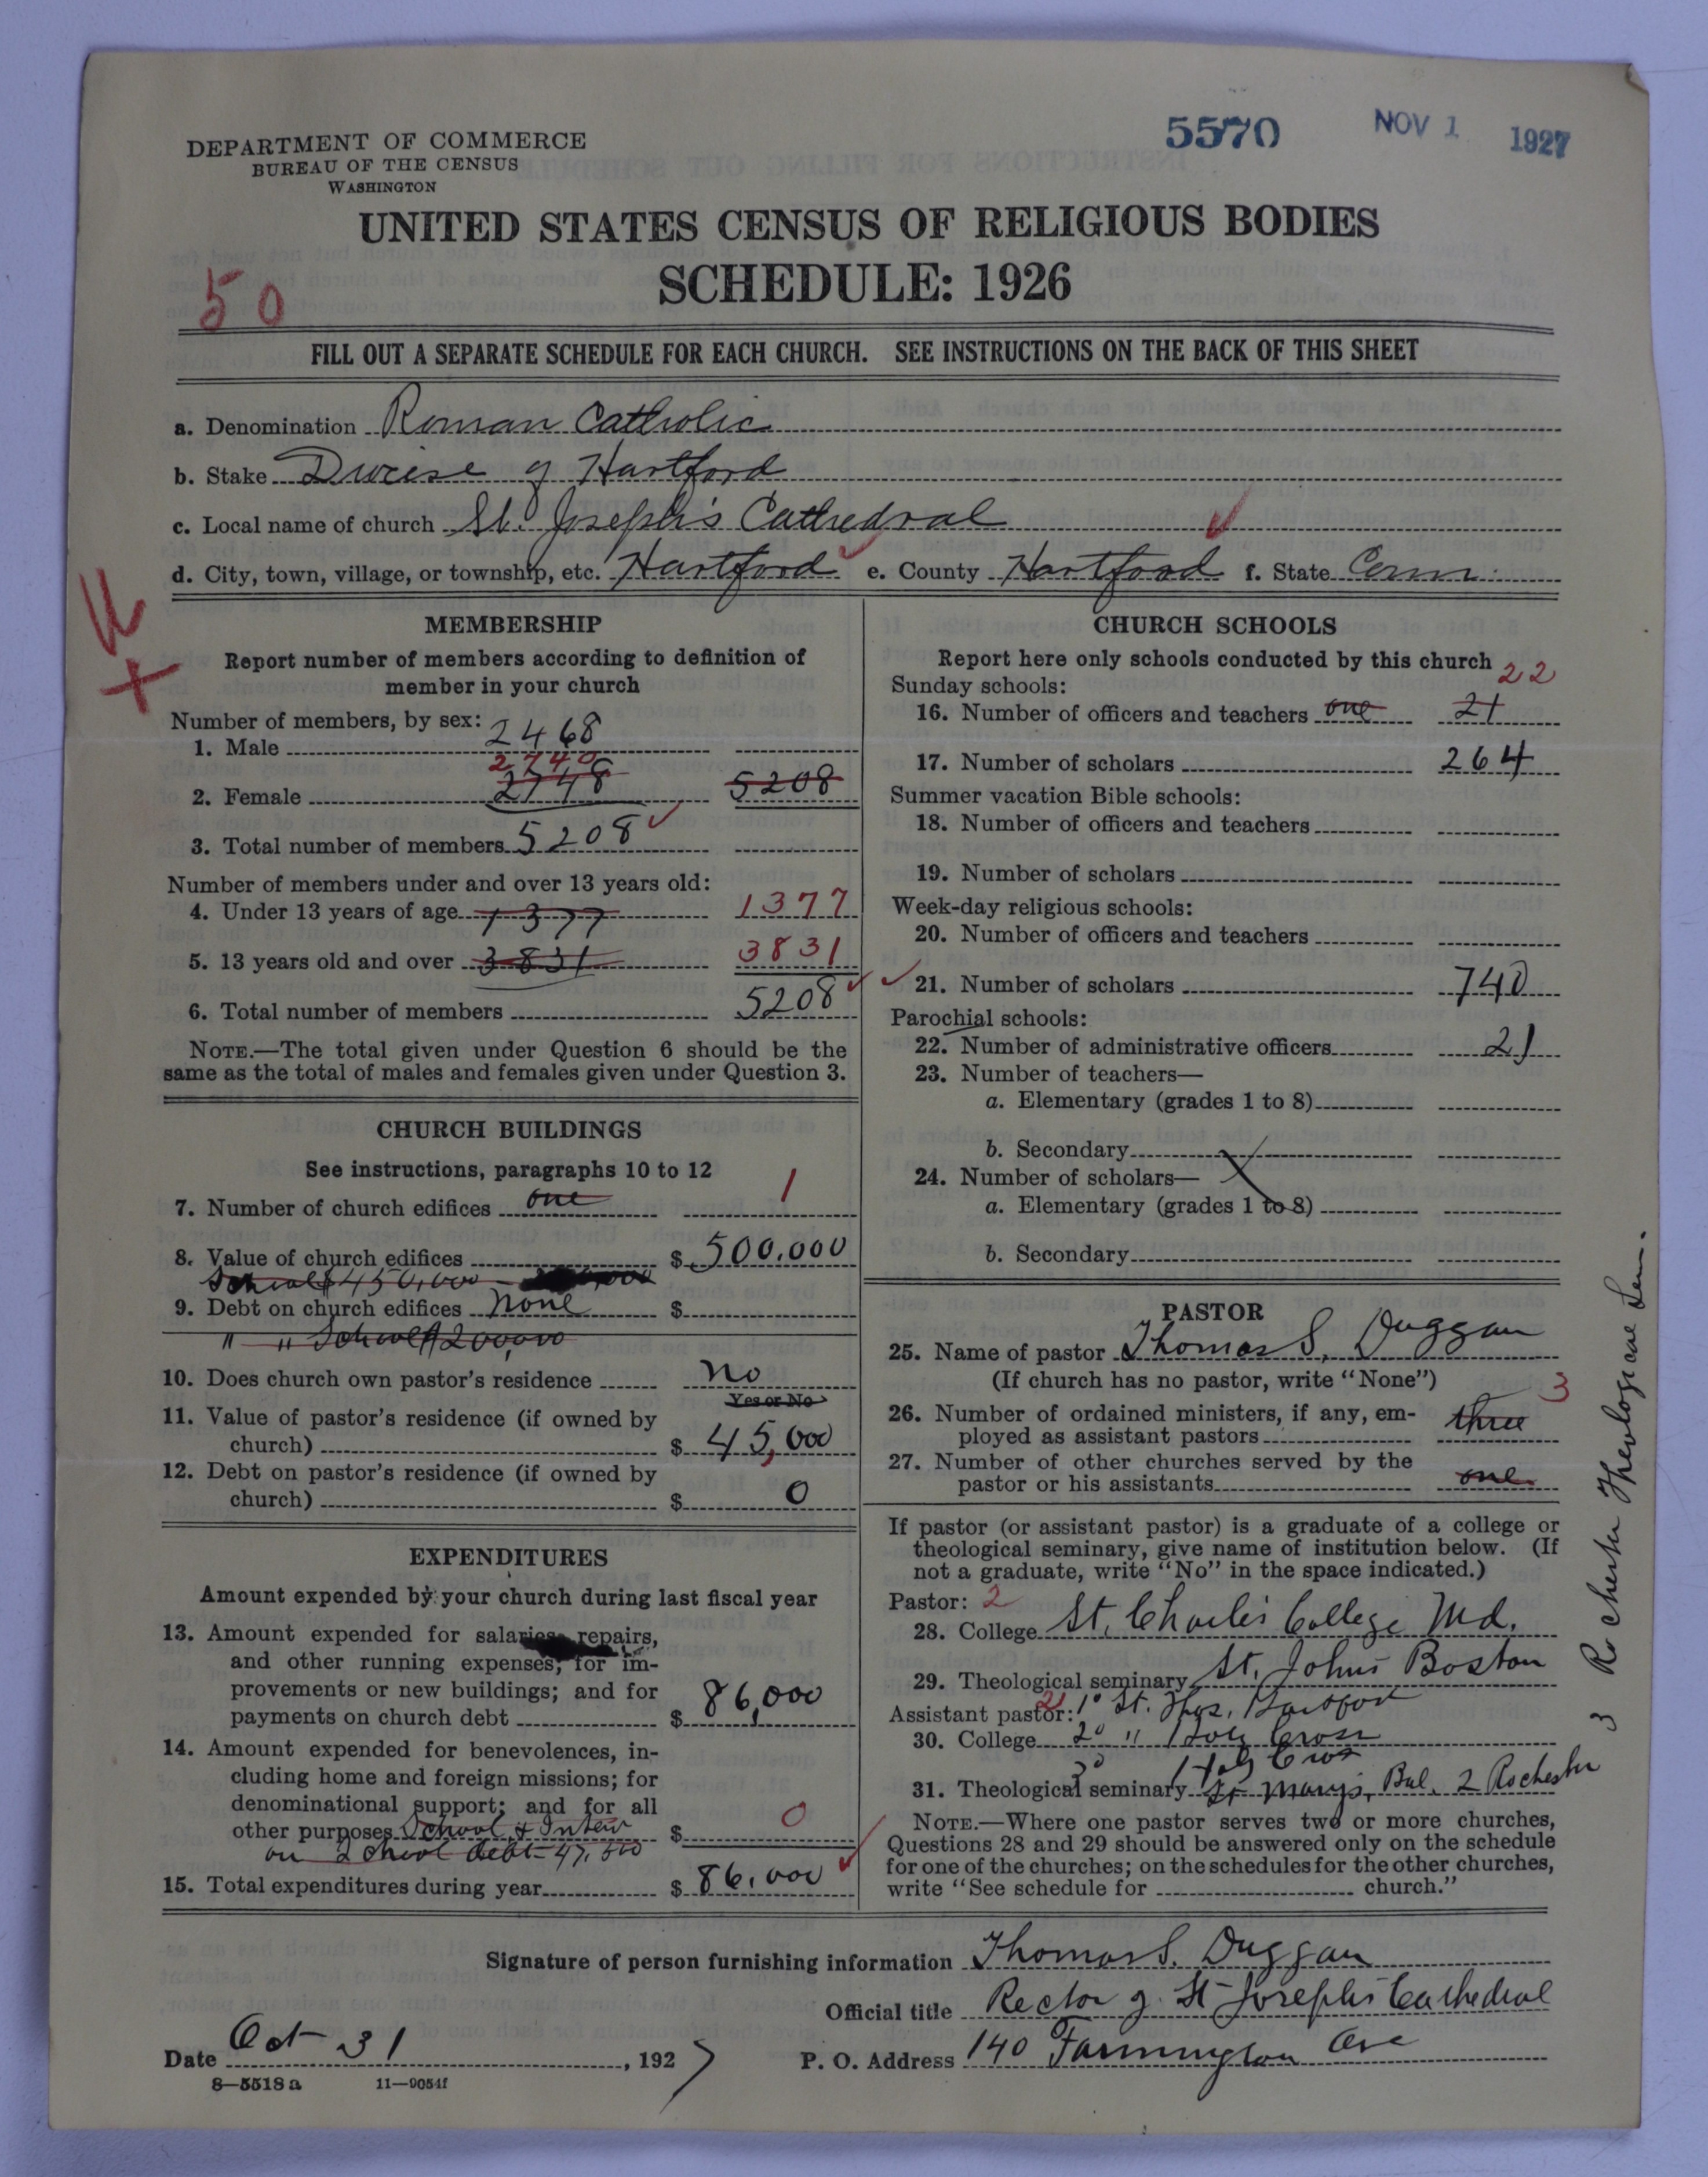 5570 NOV 1 1927
DEPARTMENT OF COMMERCE
BUREAU OF THE CENSUS
WASHINGTON
UNITED STATES CENSUS OF RELIGIOUS BODIES
SCHEDULE: 1926
50
FILL OUT A SEPARATE SCHEDULE FOR EACH CHURCH. SEE INSTRUCTIONS ON THE BACK OF THIS SHEET
a. Denomination Roman Catholic
b. Stake Diocese of Hartford
c. Local name of church St. Joseph's Cathedral
d. City, town, village, or township, etc. Hartford e. County Hartford f. State Conn
MEMBERSHIP
Report number of members according to definition of
member in your church
Number of members, by sex:
1. Male 2468
2740
2. Female 2748 5208
3. Total number of members 5208
Number of members under and over 13 years old:
4. Under 13 years of age 1377 1377
5. 13 years old and over 3831 3831
6. Total number of members 5208
NOTE.—The total given under Question 6 should be the
same as the total of males and females given under Question 3.
CHURCH BUILDINGS
See instructions, paragraphs 10 to 12
7. Number of church edifices one 1
8. Value of church edifices $ 500.000
School $450,000
9. Debt on church edifices None $
" " School $200,000
10. Does church own pastor's residence no
Yes or No
11. Value of pastor's residence (if owned by
church) $ 45,000
12. Debt on pastor's residence (if owned by
church) $ 0
EXPENDITURES
Amount expended by your church during last fiscal year
13. Amount expended for salaries, repairs,
and other running expenses; for im-
provements or new buildings; and for
payments on church debt $ 86,000
14. Amount expended for benevolences, in-
cluding home and foreign missions; for
denominational support; and for all
other purposes School & $ 0
on School debt 47,
15. Total expenditures during year $ 86.000
CHURCH SCHOOLS
Report here only schools conducted by this church
Sunday schools: 22
16. Number of officers and teachers one 21
17. Number of scholars 264
Summer vacation Bible schools:
18. Number of officers and teachers
19. Number of scholars
Week-day religious schools:
20. Number of officers and teachers
21. Number of scholars 740
Parochial schools:
22. Number of administrative officers 21
23. Number of teachers—
a. Elementary (grades 1 to 8)
b. Secondary
24. Number of scholars—
a. Elementary (grades 1 to 8)
b. Secondary
PASTOR
25. Name of pastor Thomas S. Duggan
(If church has no pastor, write "None")
26. Number of ordained ministers, if any, em- 3
ployed as assistant pastors three
27. Number of other churches served by the
pastor or his assistants one
If pastor (or assistant pastor) is a graduate of a college or
theological seminary, give name of institution below. (If
not a graduate, write "No" in the space indicated.)
Pastor: 2
28. College St. Charles College Md.
29. Theological seminary St. Johns Boston
Assistant pastor: 21 1° St. Thos. Hartford
30. College 2° " Holy Cross
3° Holy Cross
31. Theological seminary St Mary's, Bal. 2 Rochester
3 Rochester Theological Sem.
NOTE.—Where one pastor serves two or more churches,
Questions 28 and 29 should be answered only on the schedule
for one of the churches; on the schedules for the other churches,
write "See schedule for church."
Signature of person furnishing information Thomas S. Duggan
Official title Rector of St Joseph's Cathedral
Date Oct 31, 1927 P. O. Address 140 Farmington Ave
8—5518a 11—9054f